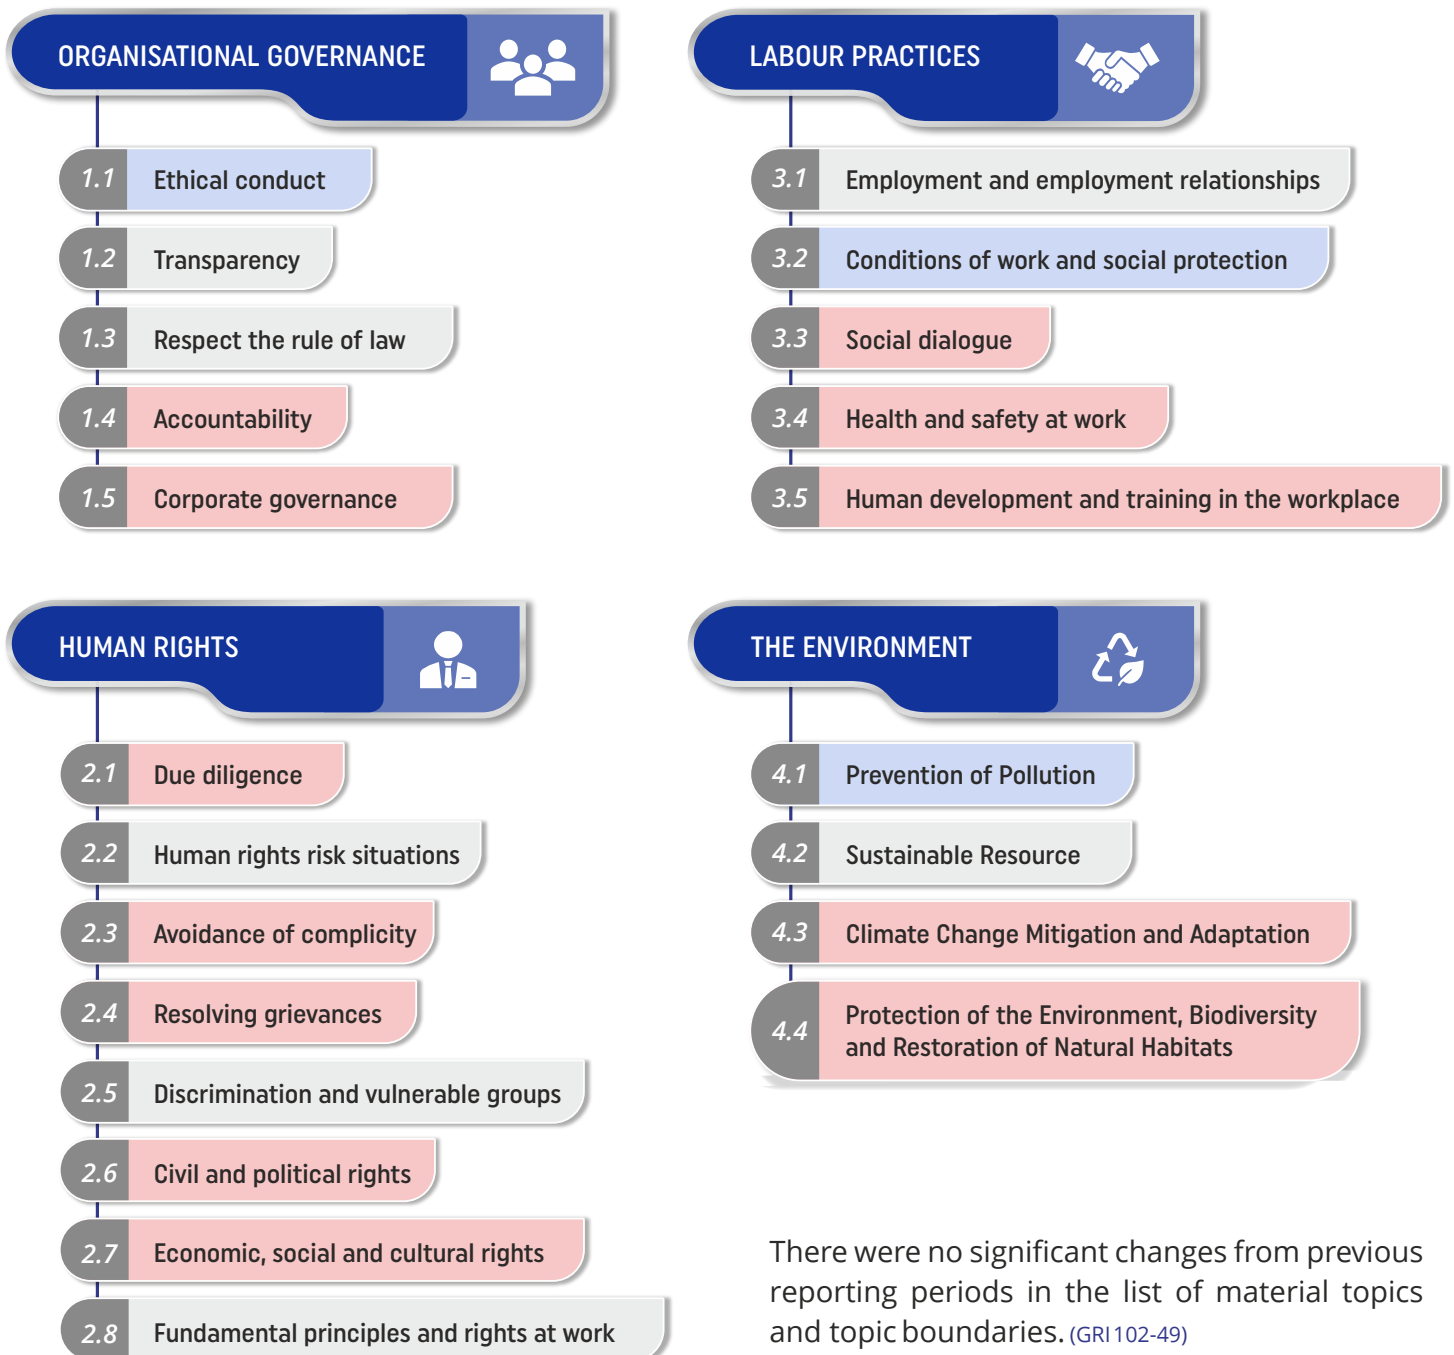 ORGANISATIONAL GOVERNANCE
1.1 Ethical conduct
1.2 Transparency
1.3 Respect the rule of law
1.4 Accountability
1.5 Corporate governance
HUMAN RIGHTS
2.1 Due diligence
2.2 Human rights risk situations
2.3 Avoidance of complicity
2.4 Resolving grievances
2.5 Discrimination and vulnerable groups
2.6 Civil and political rights
2.7 Economic, social and cultural rights
2.8 Fundamental principles and rights at work
LABOUR PRACTICES
3.1 Employment and employment relationships
3.2 Conditions of work and social protection
3.3 Social dialogue
3.4 Health and safety at work
3.5 Human development and training in the workplace
THE ENVIRONMENT
4.1 Prevention of Pollution
4.2 Sustainable Resource
4.3 Climate Change Mitigation and Adaptation
4.4 Protection of the Environment, Biodiversity
and Restoration of Natural Habitats
There were no significant changes from previous
reporting periods in the list of material topics
and topic boundaries. (GRI 102-49)